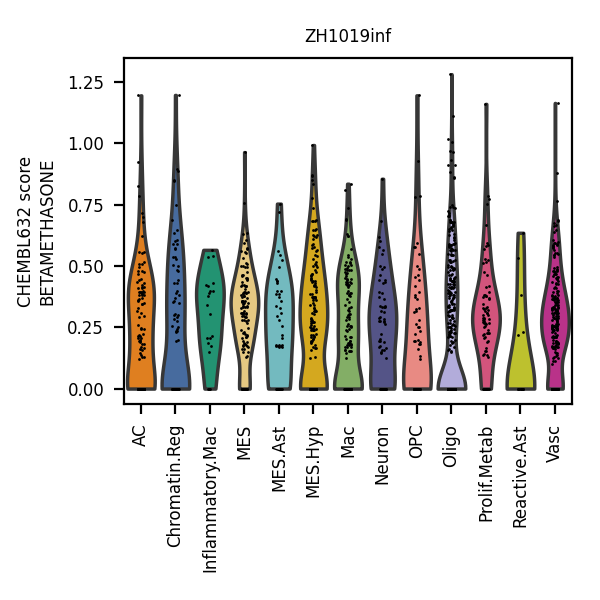 ZH1019inf
CHEMBL632 score
BETAMETHASONE
1.25
1.00
0.75
0.50
0.25
0.00
AC
Chromatin.Reg
Inflammatory.Mac
MES
MES.Ast
MES.Hyp
Mac
Neuron
OPC
Oligo
Prolif.Metab
Reactive.Ast
Vasc